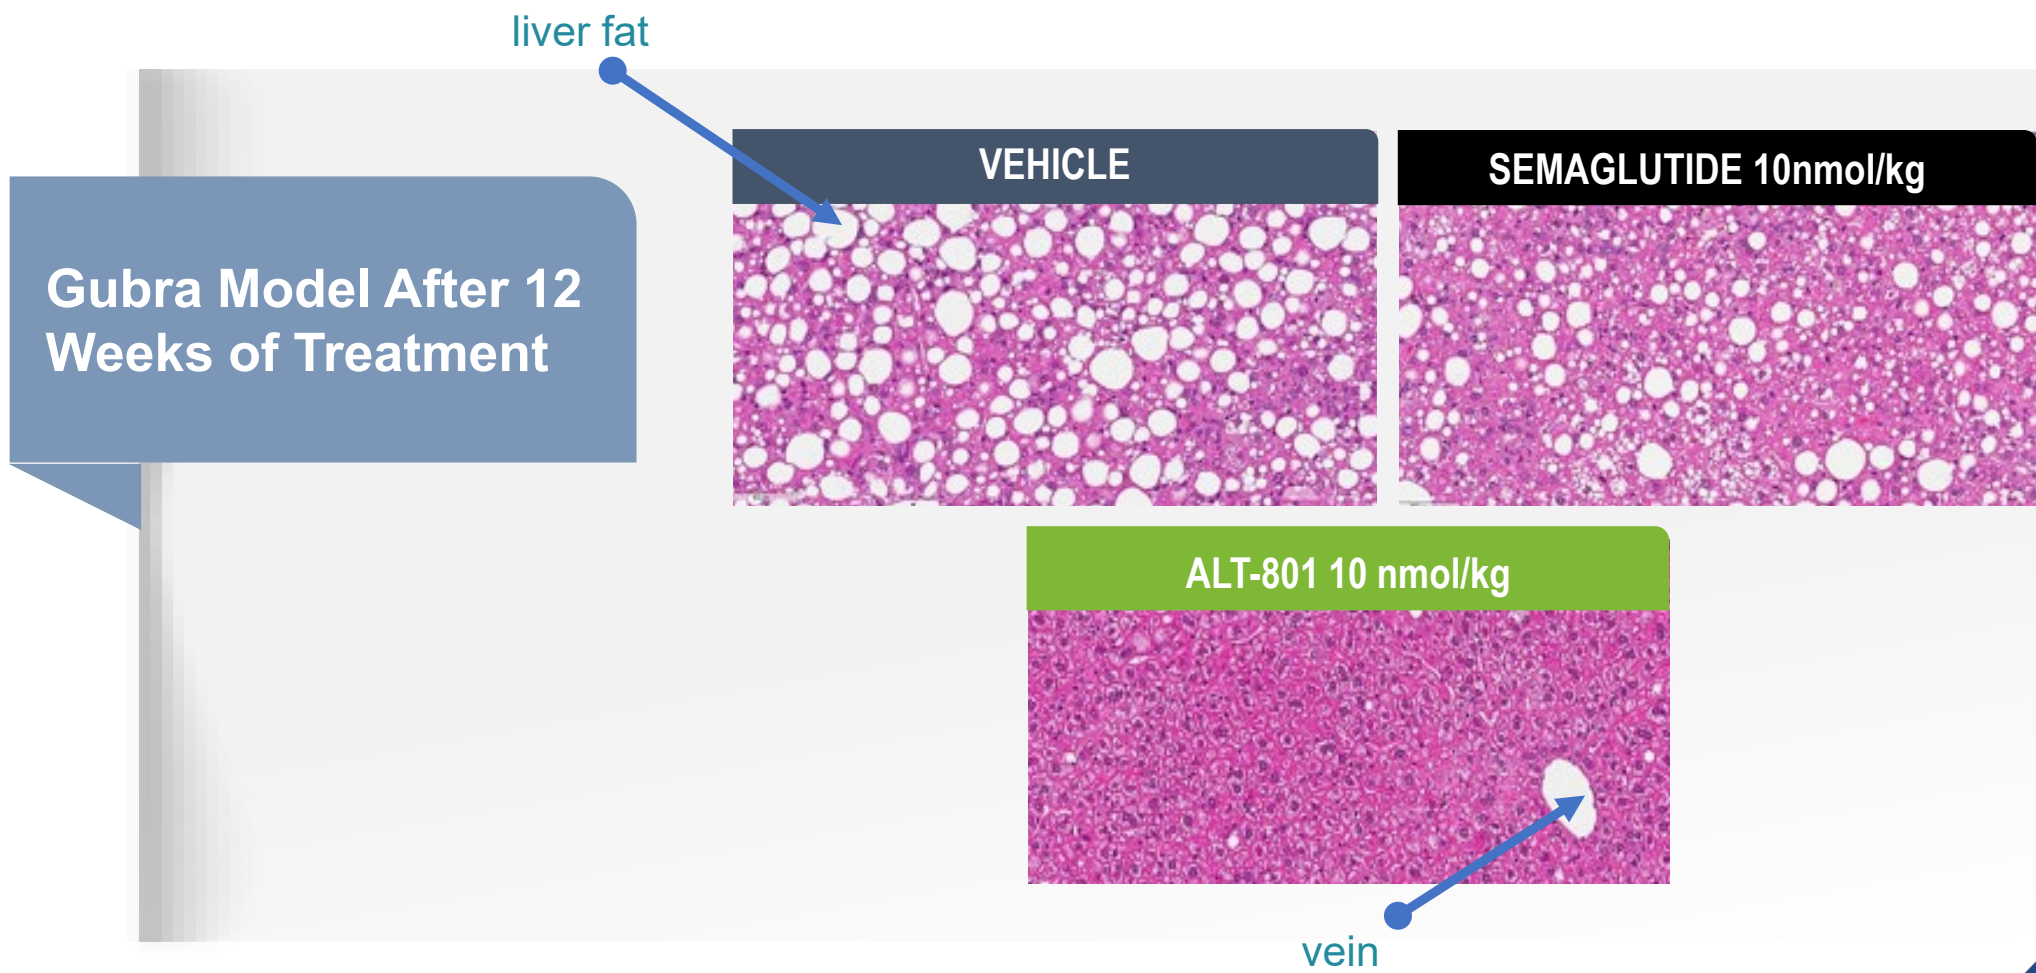 liver fat
VEHICLE
SEMAGLUTIDE 10nmol/kg
Gubra Model After 12
Weeks of Treatment
ALT-801 10 nmol/kg
vein